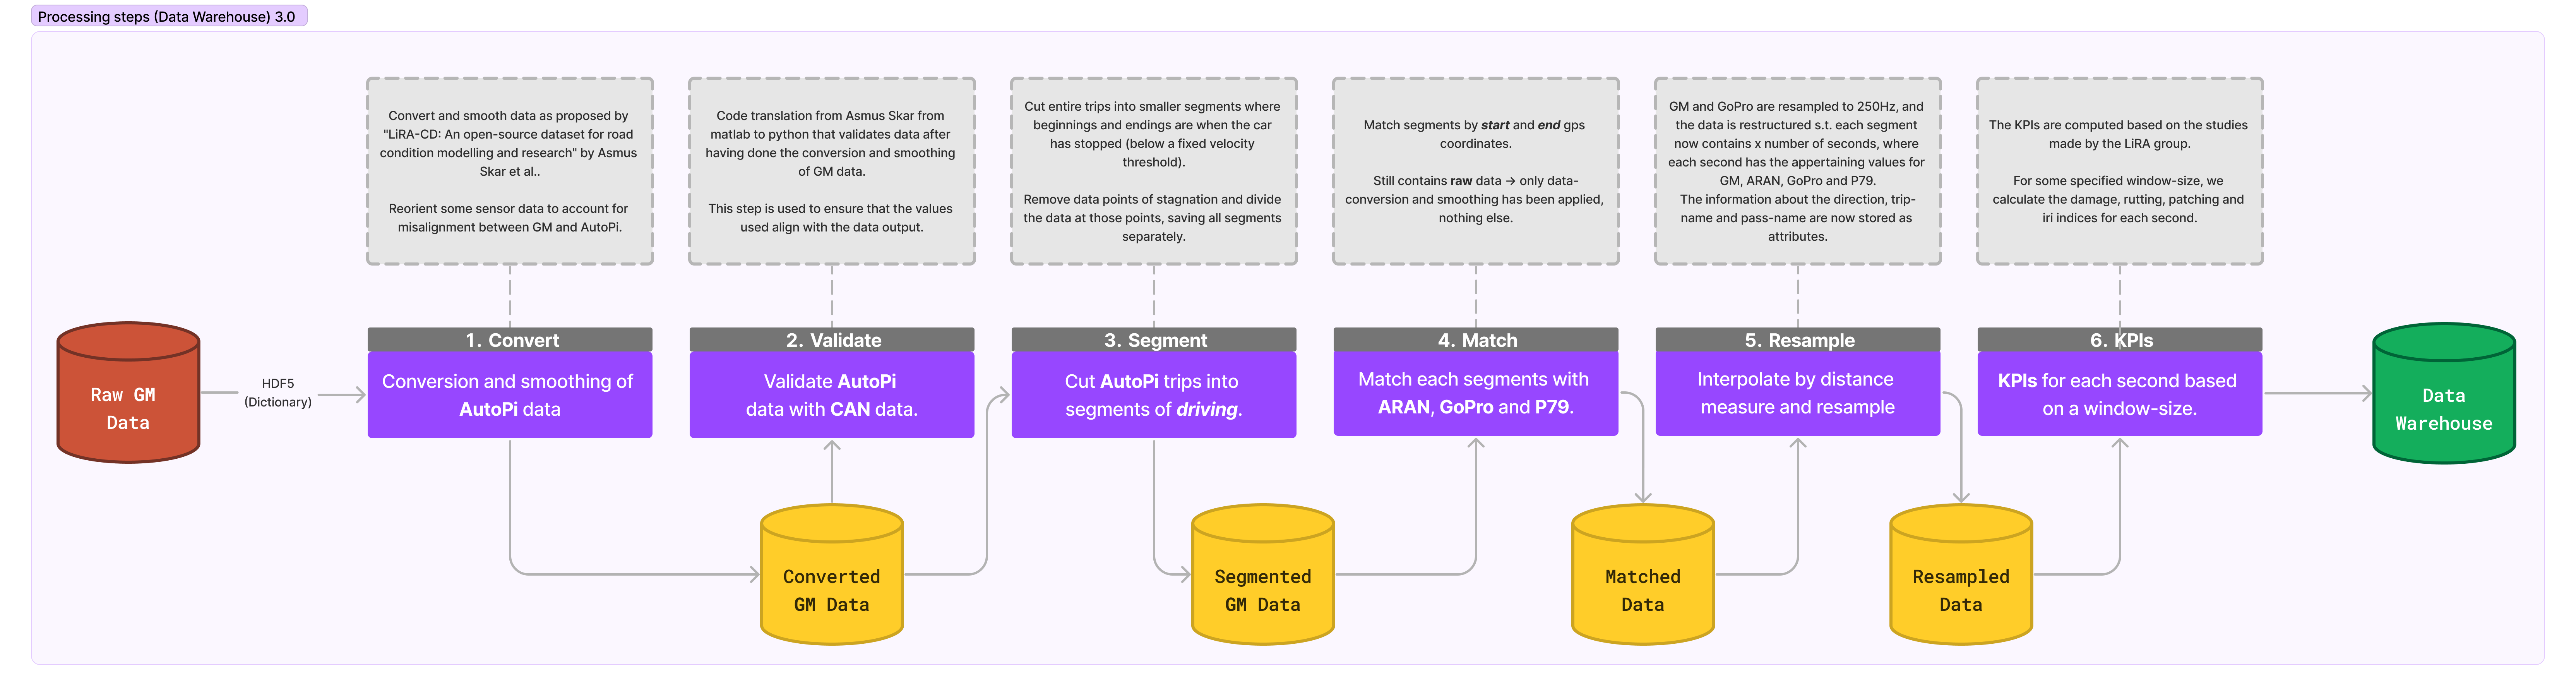 Processing steps (Data Warehouse) 3.0
Convert and smooth data as proposed by
"LiRA-CD: An open-source dataset for road
condition modelling and research" by Asmus
Skar et al..
Reorient some sensor data to account for
misalignment between GM and AutoPi.
Code translation from Asmus Skar from
matlab to python that validates data after
having done the conversion and smoothing
of GM data.
This step is used to ensure that the values
used align with the data output.
Cut entire trips into smaller segments where
beginnings and endings are when the car
has stopped (below a fixed velocity
threshold).
Remove data points of stagnation and divide
the data at those points, saving all segments
separately.
Match segments by start and end gps
coordinates.
Still contains raw data → only data-
conversion and smoothing has been applied,
nothing else.
GM and GoPro are resampled to 250Hz, and
the data is restructured s.t. each segment
now contains x number of seconds, where
each second has the appertaining values for
GM, ARAN, GoPro and P79.
The information about the direction, trip-
name and pass-name are now stored as
attributes.
The KPIs are computed based on the studies
made by the LiRA group.
For some specified window-size, we
calculate the damage, rutting, patching and
iri indices for each second.
Raw GM
Data
HDF5
(Dictionary)
1. Convert
Conversion and smoothing of
AutoPi data
2. Validate
Validate AutoPi
data with CAN data.
3. Segment
Cut AutoPi trips into
segments of driving.
4. Match
Match each segments with
ARAN, GoPro and P79.
5. Resample
Interpolate by distance
measure and resample
6. KPIs
KPIs for each second based
on a window-size.
Data
Warehouse
Converted
GM Data
Segmented
GM Data
Matched
Data
Resampled
Data